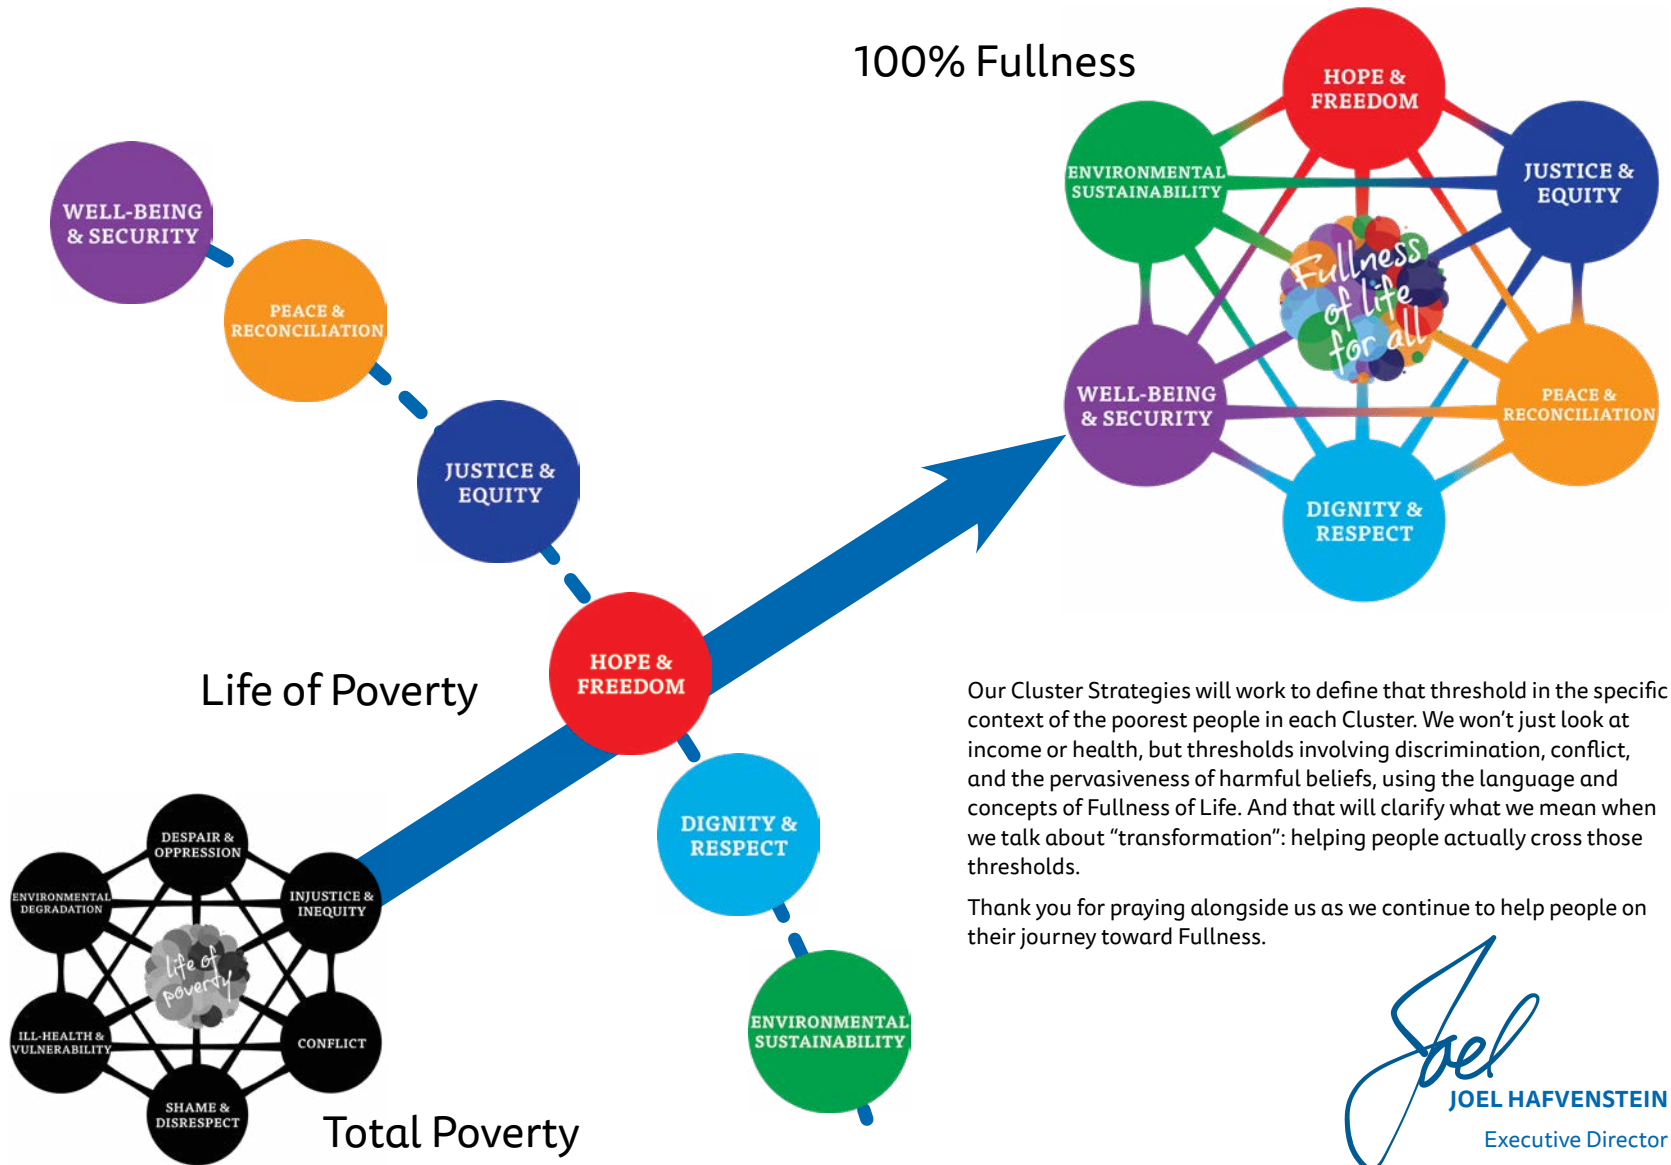 100% Fullness
HOPE &
FREEDOM
ENVIRONMENTAL
SUSTAINABILITY
JUSTICE &
EQUITY
Fullness
of life
for all
WELL-BEING
& SECURITY
PEACE &
RECONCILIATION
DIGNITY &
RESPECT
WELL-BEING
& SECURITY
PEACE &
RECONCILIATION
JUSTICE &
EQUITY
HOPE &
FREEDOM
DIGNITY &
RESPECT
ENVIRONMENTAL
SUSTAINABILITY
Life of Poverty
DESPAIR &
OPPRESSION
ENVIRONMENTAL
DEGRADATION
INJUSTICE &
INEQUITY
life of
poverty
ILL-HEALTH &
VULNERABILITY
CONFLICT
SHAME &
DISRESPECT
Total Poverty
Our Cluster Strategies will work to define that threshold in the specific
context of the poorest people in each Cluster. We won’t just look at
income or health, but thresholds involving discrimination, conflict,
and the pervasiveness of harmful beliefs, using the language and
concepts of Fullness of Life. And that will clarify what we mean when
we talk about “transformation”: helping people actually cross those
thresholds.
Thank you for praying alongside us as we continue to help people on
their journey toward Fullness.
Joel
JOEL HAFVENSTEIN
Executive Director